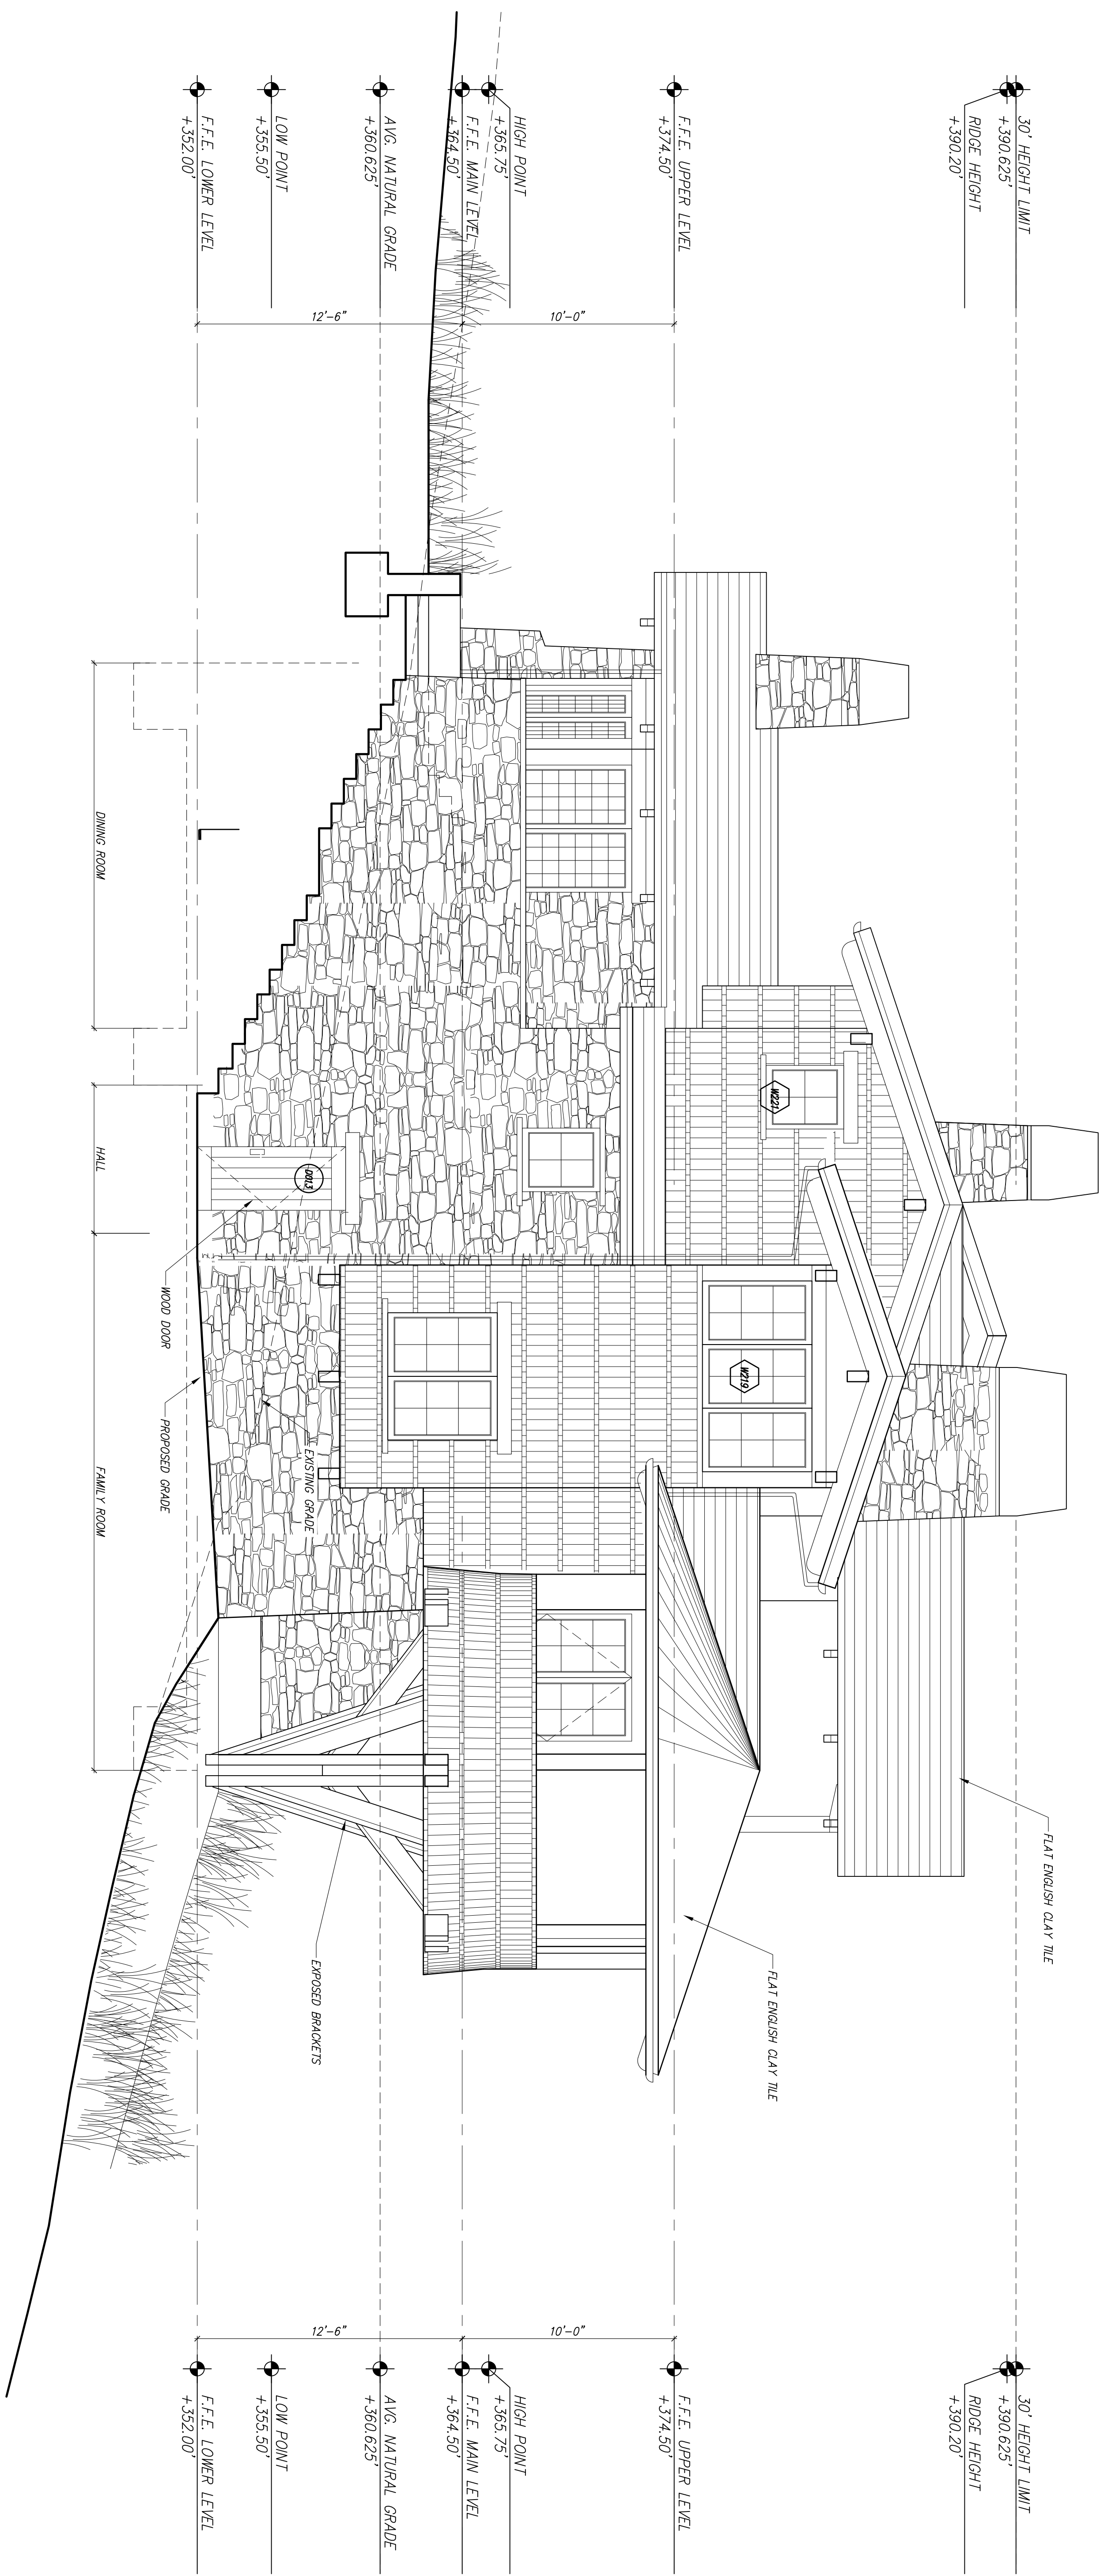 30' HEIGHT LIMIT
+390.625'
RIDGE HEIGHT
+390.20'
F.F.E. UPPER LEVEL
+374.50'
HIGH POINT
+365.75'
F.F.E. MAIN LEVEL
+364.50'
AVG. NATURAL GRADE
+360.625'
LOW POINT
+355.50'
F.F.E. LOWER LEVEL
+352.00'
10'-0"
12'-6"
W221
W219
D013
FLAT ENGLISH CLAY TILE
FLAT ENGLISH CLAY TILE
EXPOSED BRACKETS
EXISTING GRADE
WOOD DOOR
PROPOSED GRADE
DINING ROOM
HALL
FAMILY ROOM
10'-0"
12'-6"
30' HEIGHT LIMIT
+390.625'
RIDGE HEIGHT
+390.20'
F.F.E. UPPER LEVEL
+374.50'
HIGH POINT
+365.75'
F.F.E. MAIN LEVEL
+364.50'
AVG. NATURAL GRADE
+360.625'
LOW POINT
+355.50'
F.F.E. LOWER LEVEL
+352.00'